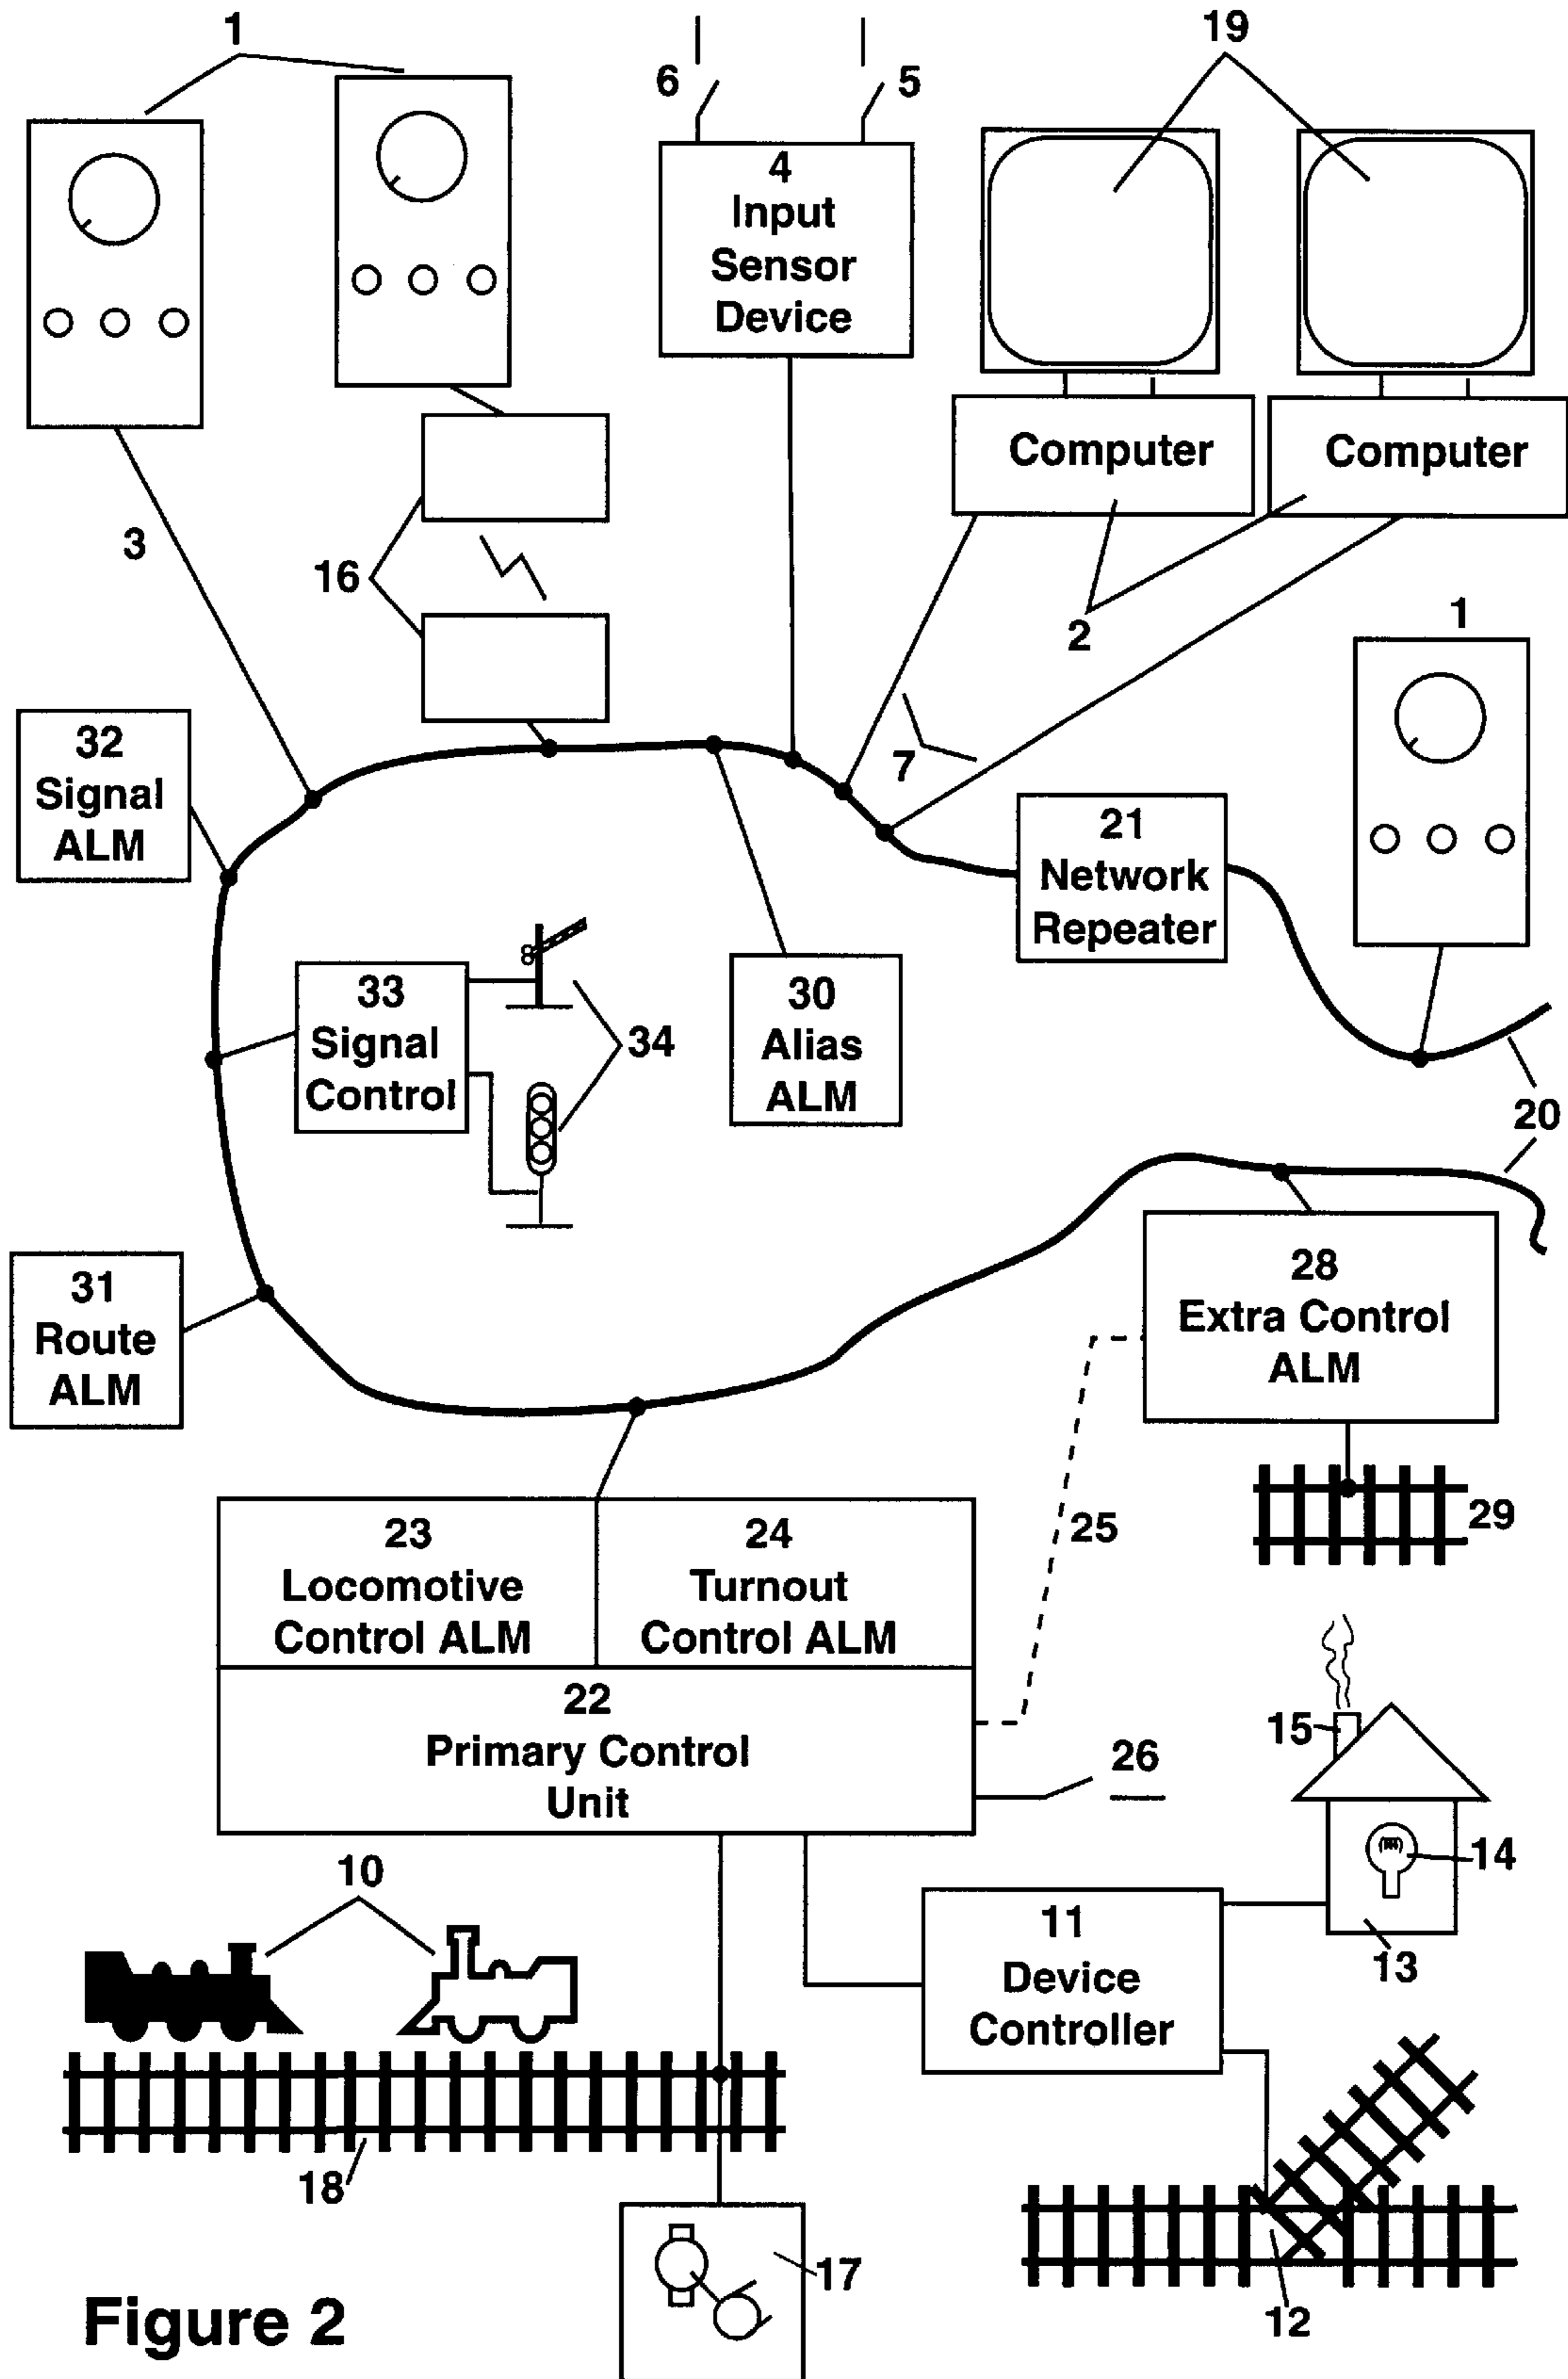 1
19
6
5
4
Input
Sensor
Device
Computer
Computer
3
16
2
1
7
32
Signal
ALM
21
Network
Repeater
33
Signal
Control
34
30
Alias
ALM
20
31
Route
ALM
28
Extra Control
ALM
25
29
23
Locomotive
Control ALM
24
Turnout
Control ALM
22
Primary Control
Unit
26
15
14
13
10
11
Device
Controller
18
17
12
Figure 2